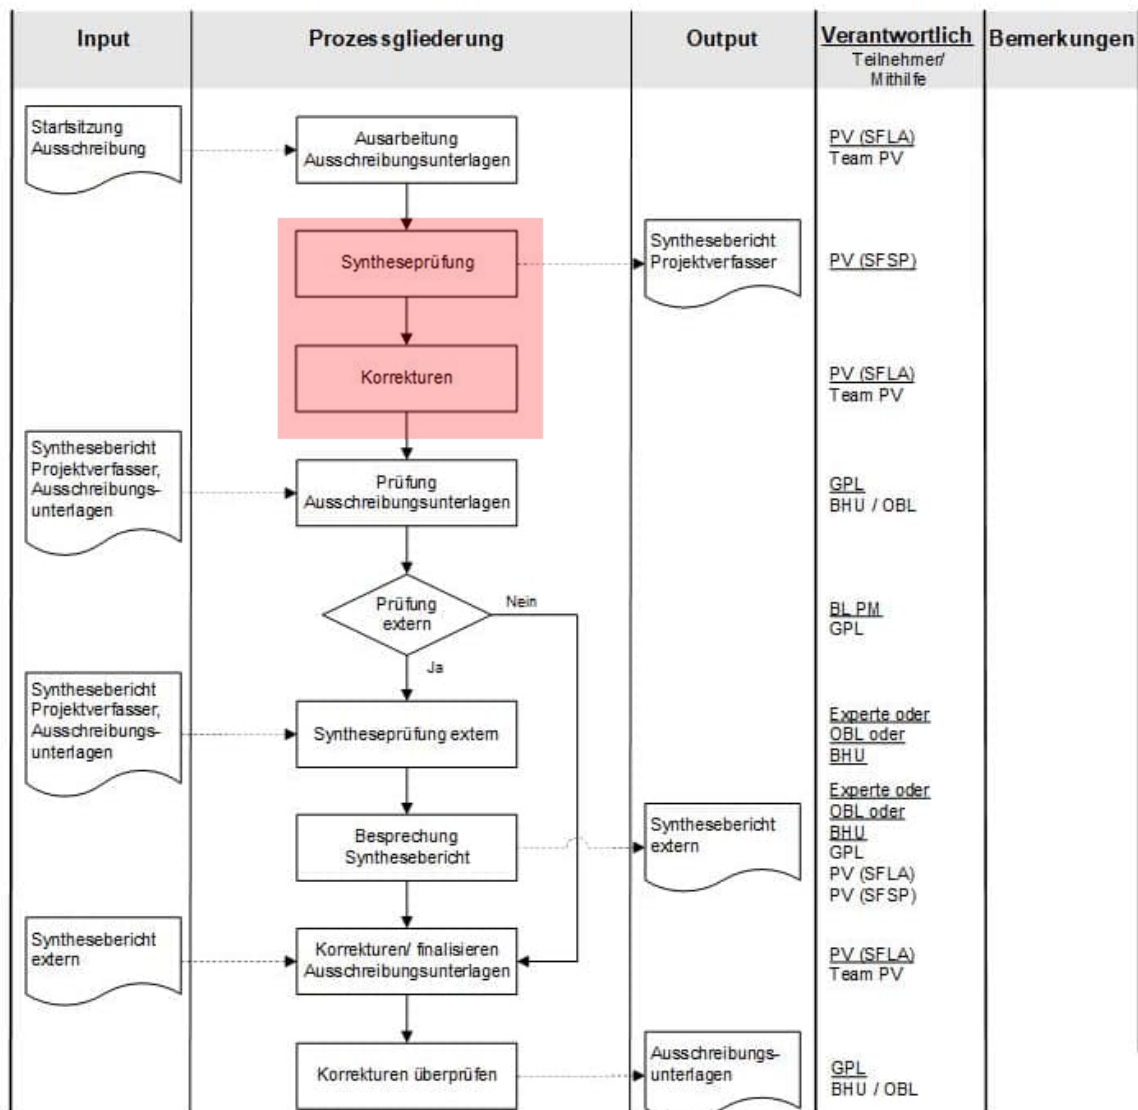 Input
Prozessgliederung
Output
Verantwortlich
Teilnehmer/
Mithilfe
Bemerkungen
Startsitzung
Ausschreibung
Ausarbeitung
Ausschreibungsunterlagen
PV (SFLA)
Team PV
Syntheseprüfung
Synthesebericht
Projektverfasser
PV (SFSP)
Korrekturen
PV (SFLA)
Team PV
Synthesebericht
Projektverfasser,
Ausschreibungs-
unterlagen
Prüfung
Ausschreibungsunterlagen
GPL
BHU / OBL
Prüfung
extern
Nein
Ja
BL PM
GPL
Synthesebericht
Projektverfasser,
Ausschreibungs-
unterlagen
Syntheseprüfung extern
Experte oder
OBL oder
BHU
Besprechung
Synthesebericht
Synthesebericht
extern
Experte oder
OBL oder
BHU
GPL
PV (SFLA)
PV (SFSP)
Synthesebericht
extern
Korrekturen/ finalisieren
Ausschreibungsunterlagen
PV (SFLA)
Team PV
Korrekturen überprüfen
Ausschreibungs-
unterlagen
GPL
BHU / OBL